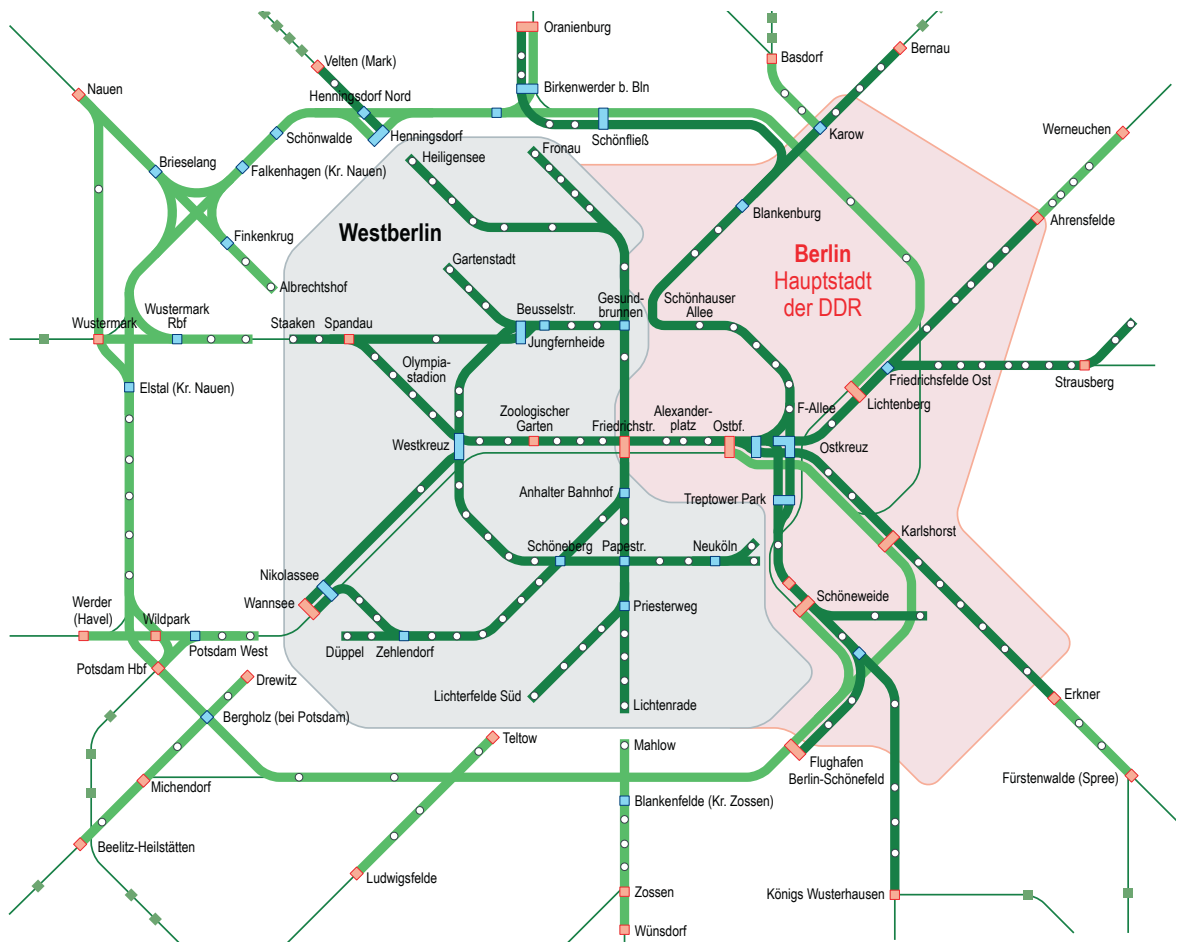 Oranienburg
Velten (Mark)
Bernau
Basdorf
Nauen
Birkenwerder b. Bln
Henningsdorf Nord
Schönwalde
Henningsdorf
Schönfließ
Karow
Werneuchen
Heiligensee
Fronau
Brieselang
Falkenhagen (Kr. Nauen)
Blankenburg
Ahrensfelde
Westberlin
Finkenkrug
Berlin
Hauptstadt
der DDR
Gartenstadt
Albrechtshof
Wustermark
Wustermark
Rbf
Staaken
Spandau
Beusselstr.
Jungfernheide
Gesund-
brunnen
Schönhauser
Allee
Olympia-
stadion
Elstal (Kr. Nauen)
Friedrichsfelde Ost
Strausberg
Lichtenberg
F-Allee
Zoologischer
Garten
Friedrichstr.
Alexander-
platz
Ostbf.
Westkreuz
Ostkreuz
Anhalter Bahnhof
Treptower Park
Karlshorst
Schöneberg
Papestr.
Neuköln
Nikolassee
Wannsee
Schöneweide
Werder
(Havel)
Wildpark
Potsdam West
Priesterweg
Düppel
Zehlendorf
Potsdam Hbf
Drewitz
Lichterfelde Süd
Lichtenrade
Erkner
Bergholz (bei Potsdam)
Teltow
Mahlow
Flughafen
Berlin-Schönefeld
Fürstenwalde (Spree)
Michendorf
Blankenfelde (Kr. Zossen)
Beelitz-Heilstätten
Ludwigsfelde
Zossen
Königs Wusterhausen
Wünsdorf